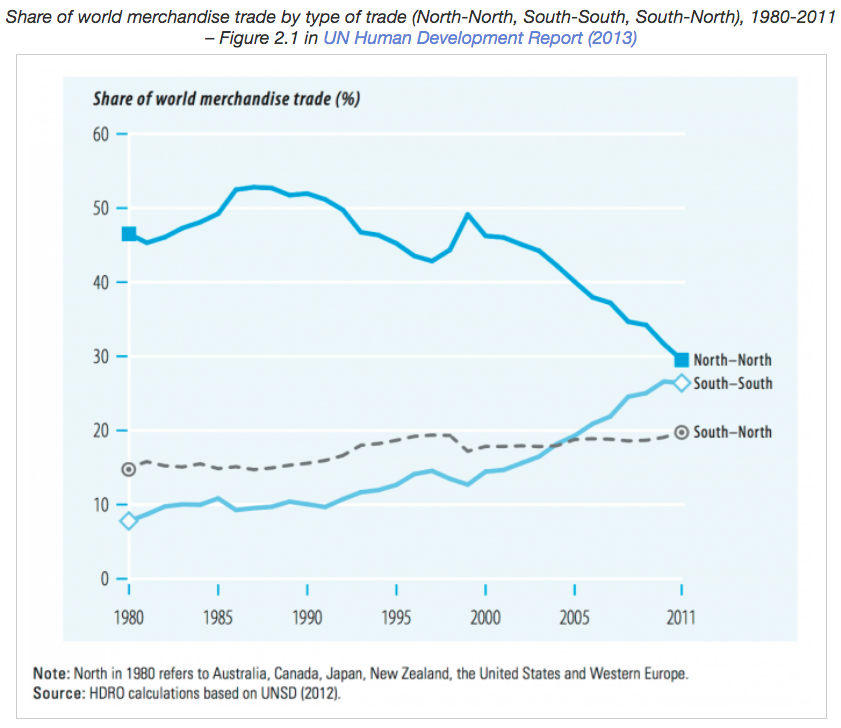 Share of world merchandise trade by type of trade (North-North, South-South, South-North), 1980-2011
– Figure 2.1 in UN Human Development Report (2013)
Share of world merchandise trade (%)
60
50
40
30
20
10
0
North–North
South–South
South–North
1980 1985 1990 1995 2000 2005 2011
Note: North in 1980 refers to Australia, Canada, Japan, New Zealand, the United States and Western Europe.
Source: HDRO calculations based on UNSD (2012).